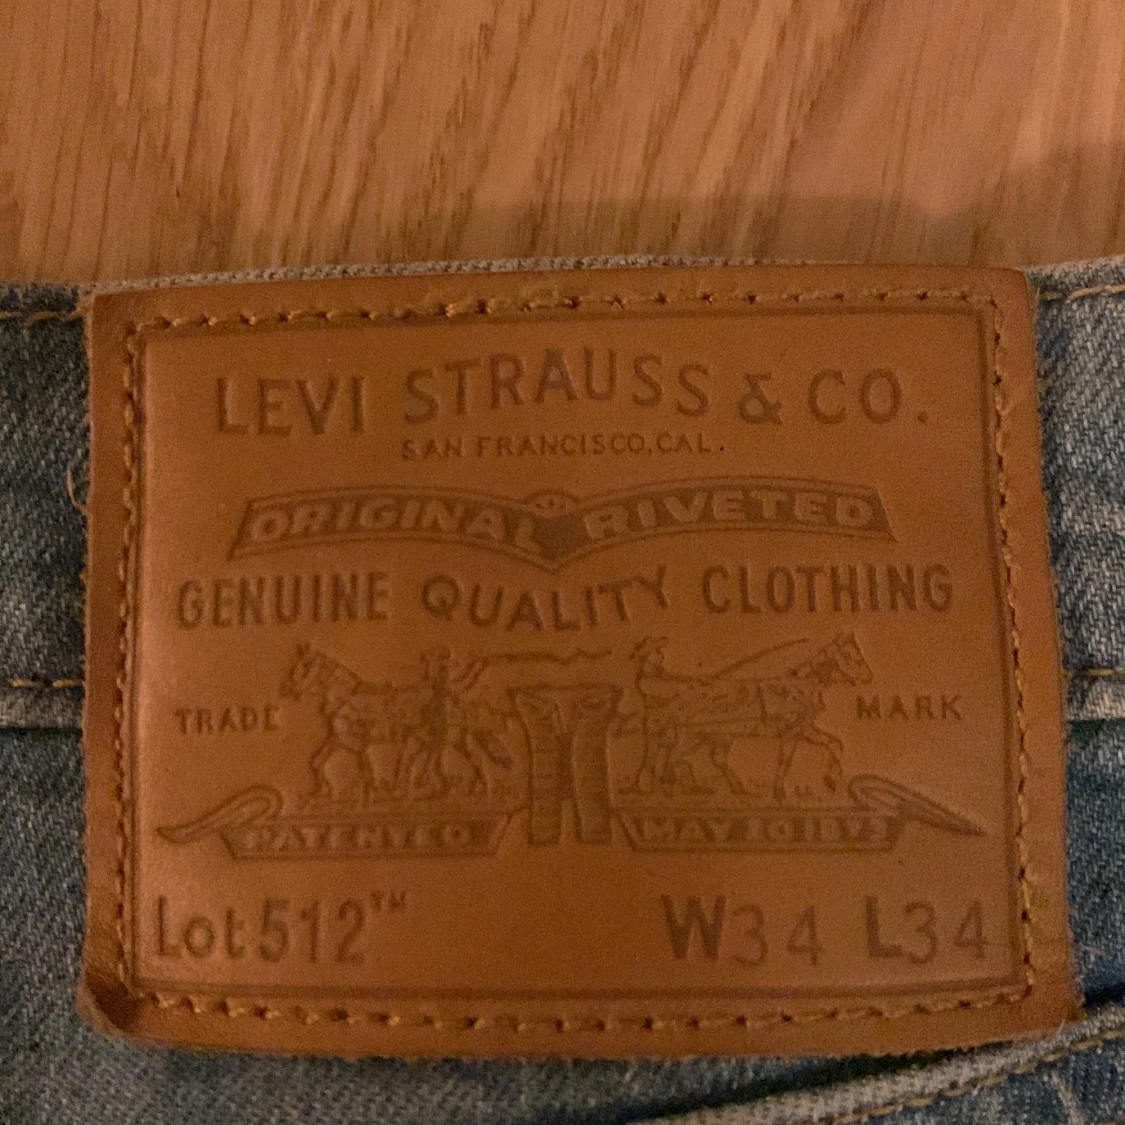 LEVI STRAUSS & CO.
SAN FRANCISCO, CAL.
ORIGINAL RIVETED
GENUINE QUALITY CLOTHING
TRADE MARK
PATENTED MAY 20 1873
Lot 512™ W34 L34